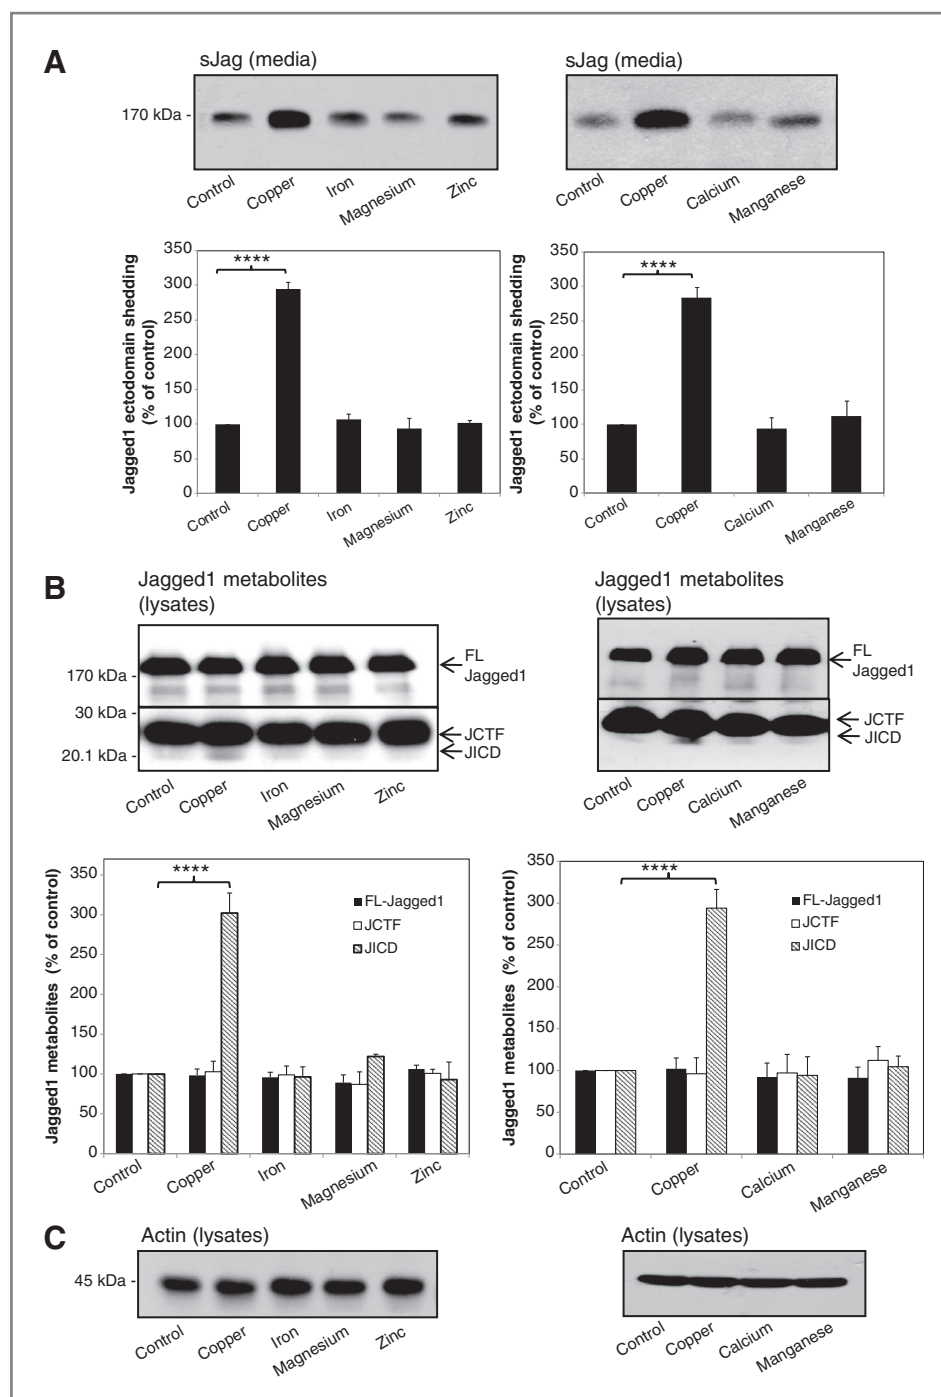 A
sJag (media)
sJag (media)
170 kDa -
Control
Copper
Iron
Magnesium
Zinc
Control
Copper
Calcium
Manganese
Jagged1 ectodomain shedding
(% of control)
350
300
250
200
150
100
50
0
****
Control
Copper
Iron
Magnesium
Zinc
Jagged1 ectodomain shedding
(% of control)
350
300
250
200
150
100
50
0
****
Control
Copper
Calcium
Manganese
B
Jagged1 metabolites
(lysates)
170 kDa -
30 kDa -
20.1 kDa -
FL
Jagged1
JCTF
JICD
Control
Copper
Iron
Magnesium
Zinc
Jagged1 metabolites
(lysates)
FL
Jagged1
JCTF
JICD
Control
Copper
Calcium
Manganese
Jagged1 metabolites (% of control)
350
300
250
200
150
100
50
0
****
FL-Jagged1
JCTF
JICD
Control
Copper
Iron
Magnesium
Zinc
Jagged1 metabolites (% of control)
350
300
250
200
150
100
50
0
****
FL-Jagged1
JCTF
JICD
Control
Copper
Calcium
Manganese
C
Actin (lysates)
45 kDa -
Control
Copper
Iron
Magnesium
Zinc
Actin (lysates)
Control
Copper
Calcium
Manganese